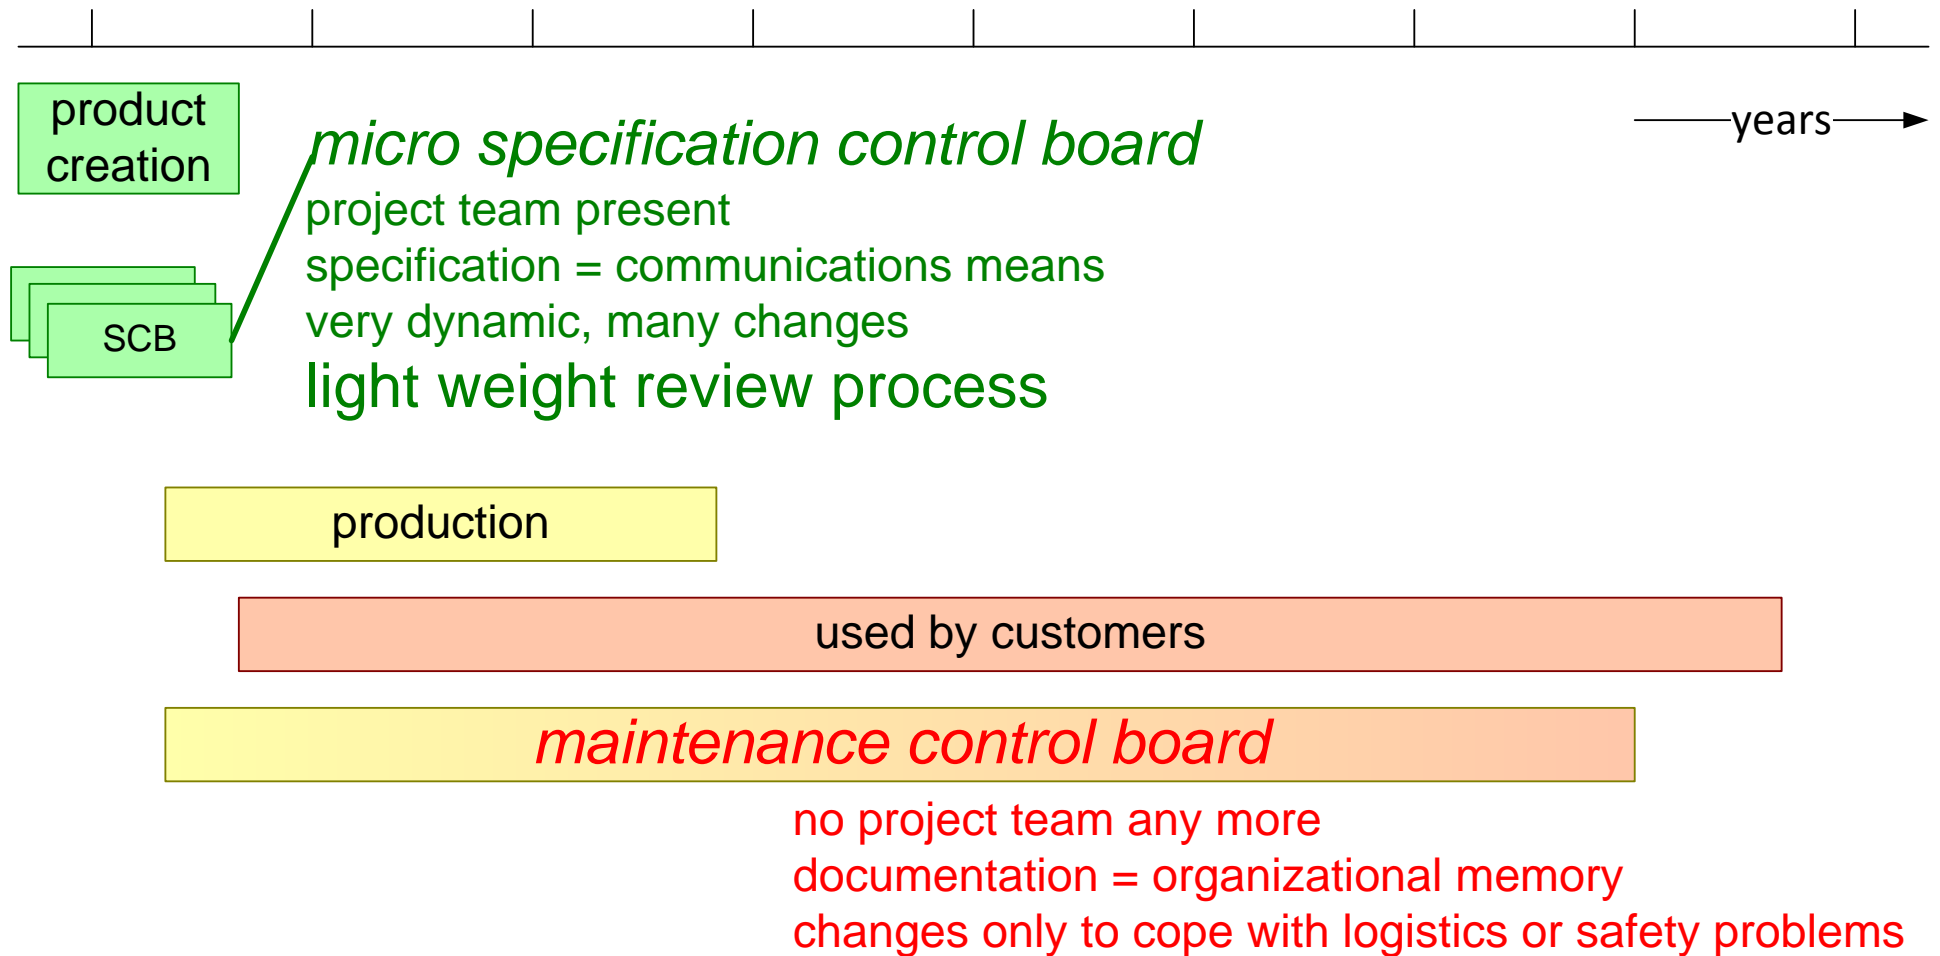 product
creation
years
micro specification control board
project team present
specification = communications means
very dynamic, many changes
light weight review process
SCB
production
used by customers
maintenance control board
no project team any more
documentation = organizational memory
changes only to cope with logistics or safety problems